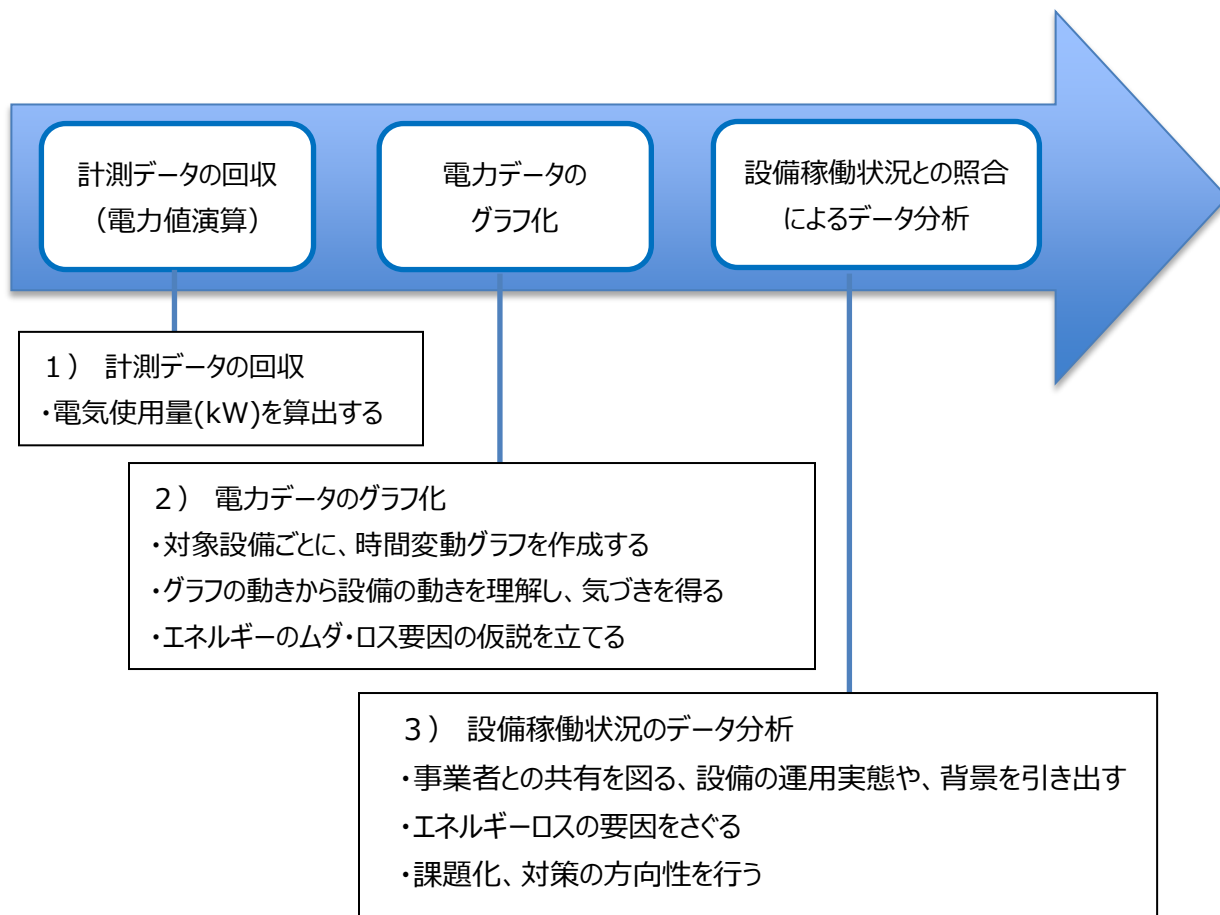 計測データの回収
（電力値演算）
電力データの
グラフ化
設備稼働状況との照合
によるデータ分析
１） 計測データの回収
・電気使用量(kW)を算出する
２） 電力データのグラフ化
・対象設備ごとに、時間変動グラフを作成する
・グラフの動きから設備の動きを理解し、気づきを得る
・エネルギーのムダ・ロス要因の仮説を立てる
３） 設備稼働状況のデータ分析
・事業者との共有を図る、設備の運用実態や、背景を引き出す
・エネルギーロスの要因をさぐる
・課題化、対策の方向性を行う